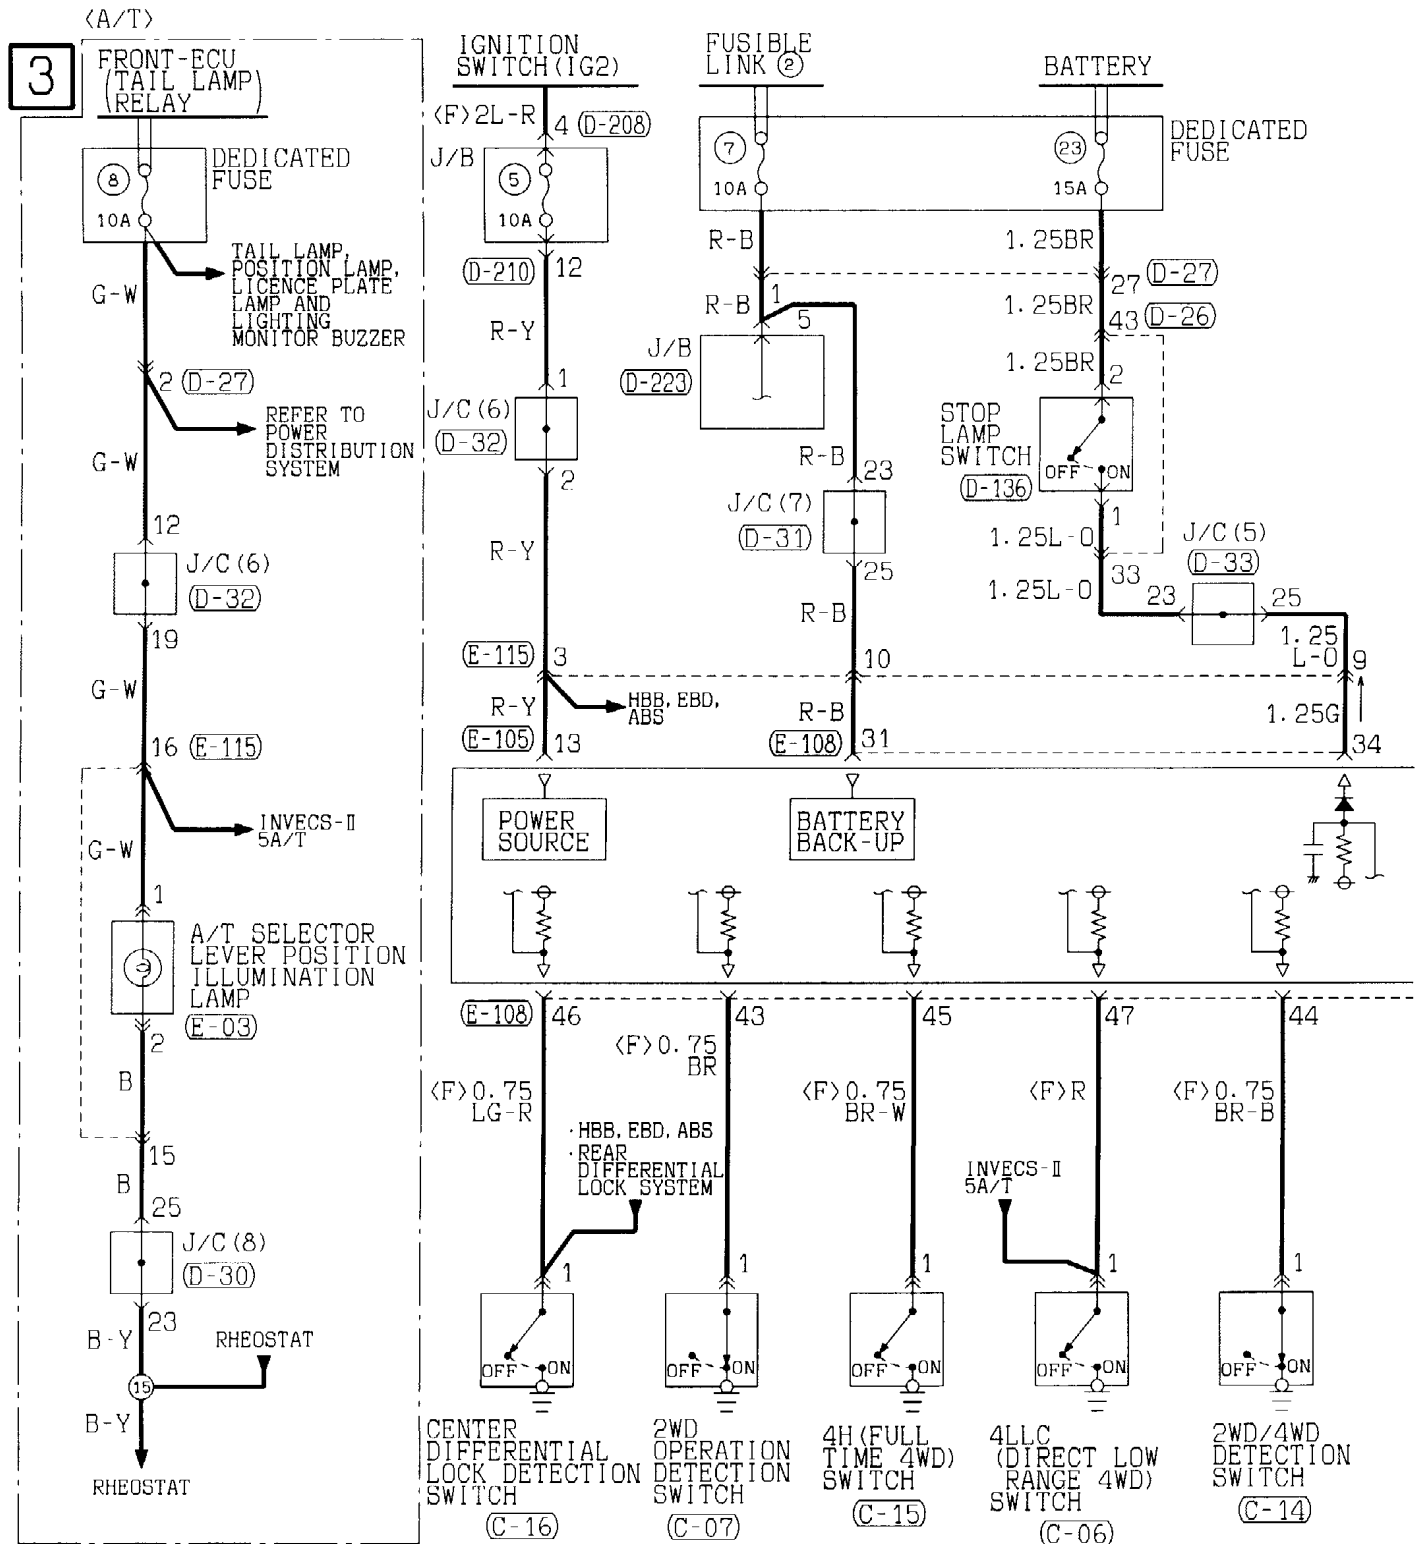 〈A/T〉
3
FRONT-ECU
(TAIL LAMP
RELAY)
8
10A
DEDICATED
FUSE
G-W
TAIL LAMP,
POSITION LAMP,
LICENCE PLATE
LAMP AND
LIGHTING
MONITOR BUZZER
2 (D-27)
REFER TO
POWER
DISTRIBUTION
SYSTEM
G-W
12
J/C(6)
(D-32)
19
G-W
16 (E-115)
INVECS-II
5A/T
G-W
1
A/T SELECTOR
LEVER POSITION
ILLUMINATION
LAMP
(E-03)
2
B
15
B
25
J/C(8)
(D-30)
23
B-Y
RHEOSTAT
15
B-Y
RHEOSTAT
IGNITION
SWITCH(IG2)
〈F〉2L-R
4 (D-208)
J/B
5
10A
(D-210) 12
R-Y
1
J/C(6)
(D-32)
2
R-Y
(E-115) 3
HBB, EBD,
ABS
R-Y
(E-105) 13
FUSIBLE
LINK ②
BATTERY
7
10A
23
15A
DEDICATED
FUSE
R-B
1.25BR
1
27 (D-27)
R-B
5
1.25BR
43 (D-26)
J/B
(D-223)
1.25BR
2
STOP
LAMP
SWITCH
(D-136)
OFF ON
R-B
23
J/C(7)
(D-31)
25
R-B
10
R-B
(E-108) 31
1
1.25L-O
33
1.25L-O
J/C(5)
(D-33)
23
25
1.25
L-O
9
1.25G
34
POWER
SOURCE
BATTERY
BACK-UP
(E-108)
46
43
45
47
44
〈F〉0.75
LG-R
〈F〉0.75
BR
〈F〉0.75
BR-W
〈F〉R
〈F〉0.75
BR-B
·HBB, EBD, ABS
·REAR
DIFFERENTIAL
LOCK SYSTEM
INVECS-II
5A/T
1
1
1
1
1
OFF ON
OFF ON
OFF ON
OFF ON
OFF ON
CENTER
DIFFERENTIAL
LOCK DETECTION
SWITCH
(C-16)
2WD
OPERATION
DETECTION
SWITCH
(C-07)
4H(FULL
TIME 4WD)
SWITCH
(C-15)
4LLC
(DIRECT LOW
RANGE 4WD)
SWITCH
(C-06)
2WD/4WD
DETECTION
SWITCH
(C-14)